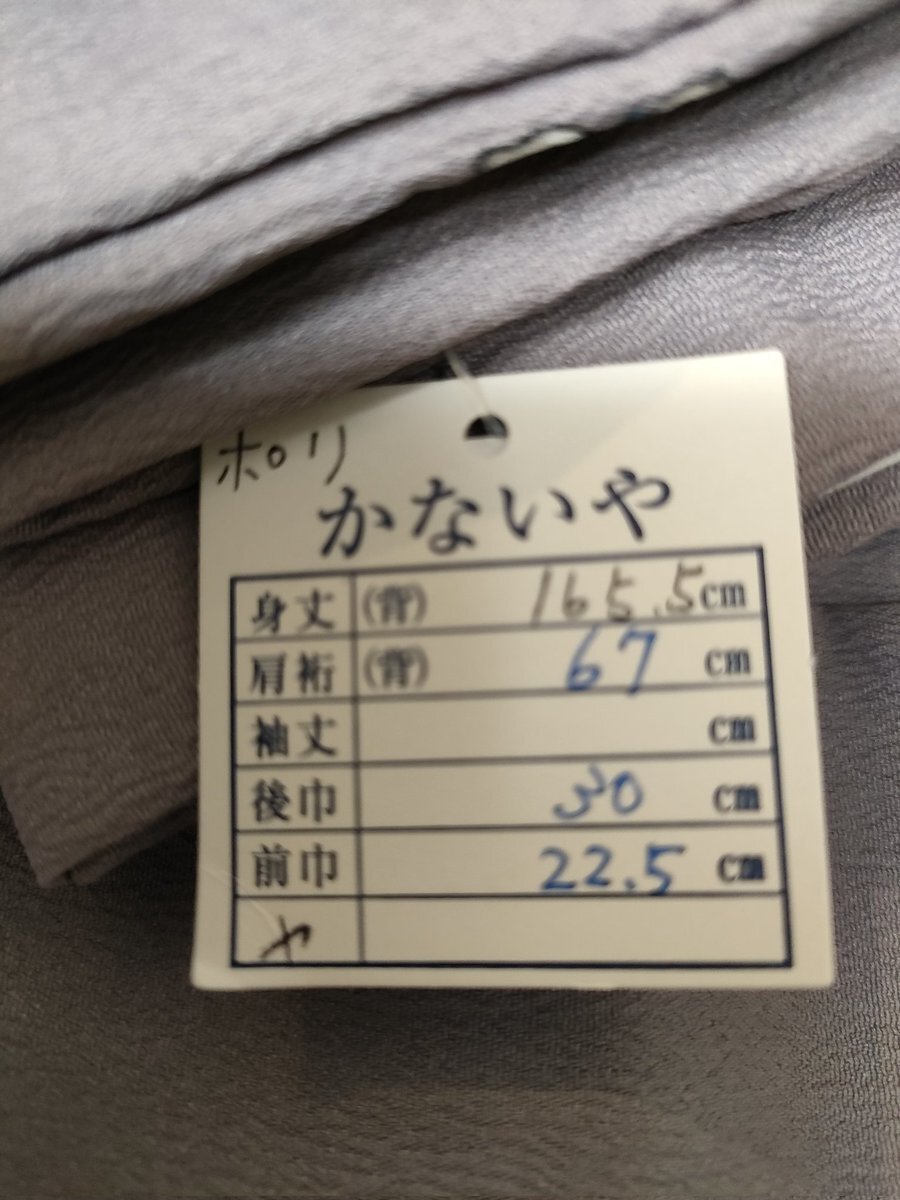 ポリ
かないや
身丈 (背) 165.5cm
肩裄 (背) 67 cm
袖丈 cm
後巾 30 cm
前巾 22.5 cm